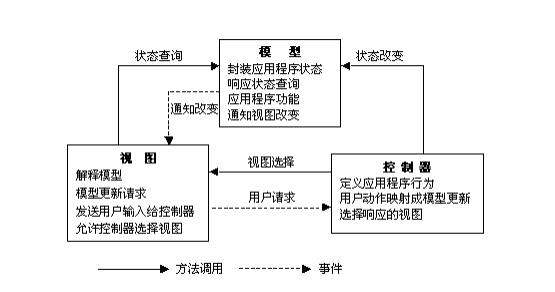 模 型
封装应用程序状态
响应状态查询
应用程序功能
通知视图改变
状态查询
状态改变
通知改变
视 图
解释模型
模型更新请求
发送用户输入给控制器
允许控制器选择视图
视图选择
用户请求
控 制 器
定义应用程序行为
用户动作映射成模型更新
选择响应的视图
方法调用
事件